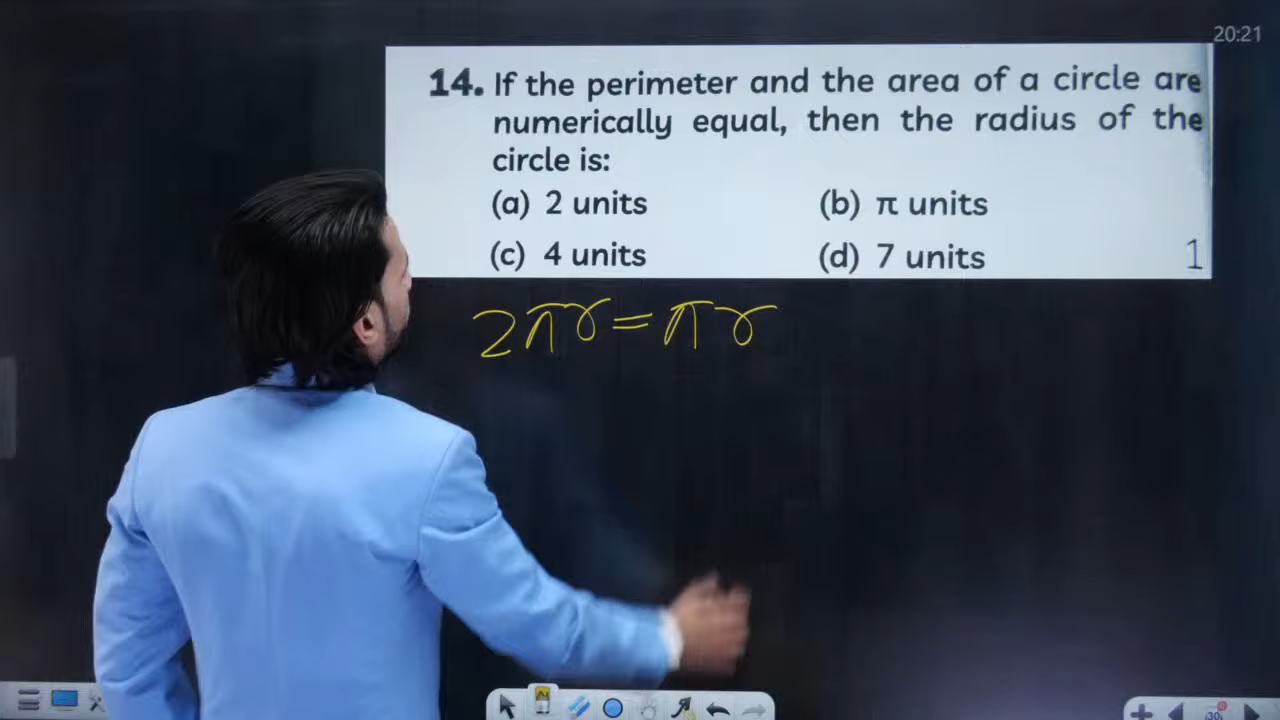 20:21
14. If the perimeter and the area of a circle are
numerically equal, then the radius of the
circle is:
(a) 2 units (b) π units
(c) 4 units (d) 7 units 1
2πr=πr
30